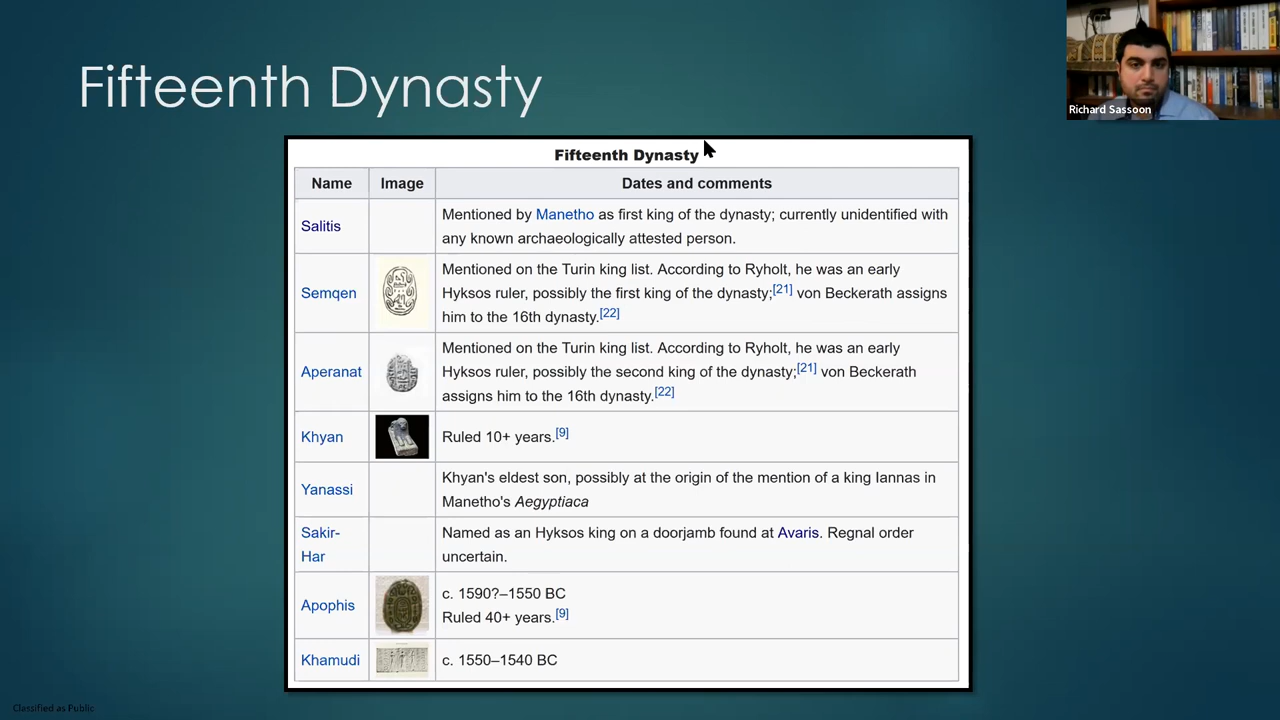 Fifteenth Dynasty
Richard Sassoon
Fifteenth Dynasty
Name Image Dates and comments
Salitis
Mentioned by Manetho as first king of the dynasty; currently unidentified with
any known archaeologically attested person.
Semqen
Mentioned on the Turin king list. According to Ryholt, he was an early
Hyksos ruler, possibly the first king of the dynasty;[21] von Beckerath assigns
him to the 16th dynasty.[22]
Aperanat
Mentioned on the Turin king list. According to Ryholt, he was an early
Hyksos ruler, possibly the second king of the dynasty;[21] von Beckerath
assigns him to the 16th dynasty.[22]
Khyan
Ruled 10+ years.[9]
Yanassi
Khyan's eldest son, possibly at the origin of the mention of a king Iannas in
Manetho's Aegyptiaca
Sakir-
Har
Named as an Hyksos king on a doorjamb found at Avaris. Regnal order
uncertain.
Apophis
c. 1590?–1550 BC
Ruled 40+ years.[9]
Khamudi
c. 1550–1540 BC
Classified as Public